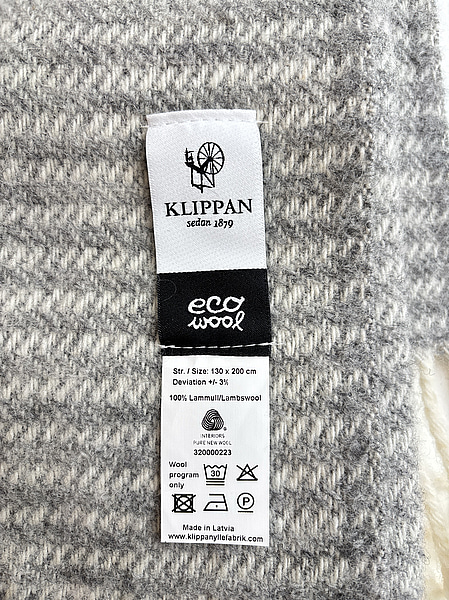 KLIPPAN
sedan 1879
eco
wool
Str. / Size: 130 x 200 cm
Deviation +/- 3%
100% Lammull/Lambswool
INTERIORS
PURE NEW WOOL
320000223
Wool
program
only
30
P
Made in Latvia
www.klippanyllefabrik.com